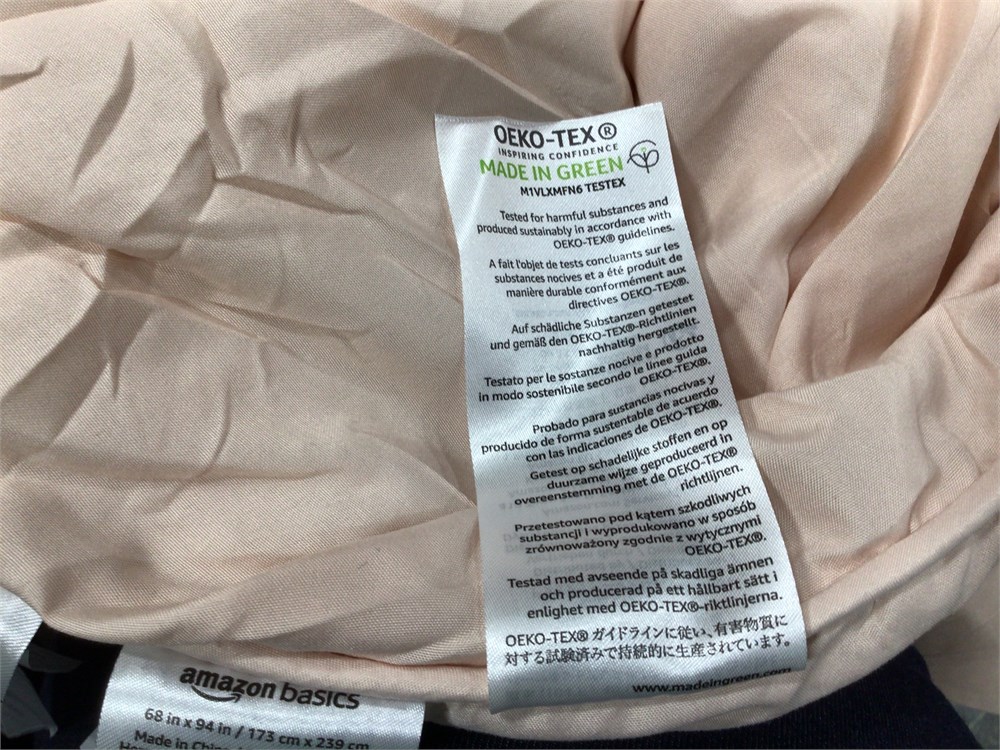 OEKO-TEX®
INSPIRING CONFIDENCE
MADE IN GREEN
M1VLXMFN6 TESTEX
Tested for harmful substances and
produced sustainably in accordance with
OEKO-TEX® guidelines.
A fait l'objet de tests concluants sur les
substances nocives et a été produit de
manière durable conformément aux
directives OEKO-TEX®.
Auf schädliche Substanzen getestet
und gemäß den OEKO-TEX®-Richtlinien
nachhaltig hergestellt.
Testato per le sostanze nocive e prodotto
in modo sostenibile secondo le linee guida
OEKO-TEX®.
Probado para sustancias nocivas y
producido de forma sustentable de acuerdo
con las indicaciones de OEKO-TEX®.
Getest op schadelijke stoffen en op
duurzame wijze geproduceerd in
overeenstemming met de OEKO-TEX®
richtlijnen.
Przetestowano pod kątem szkodliwych
substancji i wyprodukowano w sposób
zrównoważony zgodnie z wytycznymi
OEKO-TEX®.
Testad med avseende på skadliga ämnen
och producerad på ett hållbart sätt i
enlighet med OEKO-TEX®-riktlinjerna.
OEKO-TEX® ガイドラインに従い、有害物質に
対する試験済みで持続的に生産されています。
www.madeingreen.com
amazon basics
68 in x 94 in / 173 cm x 239 cm
Made in China